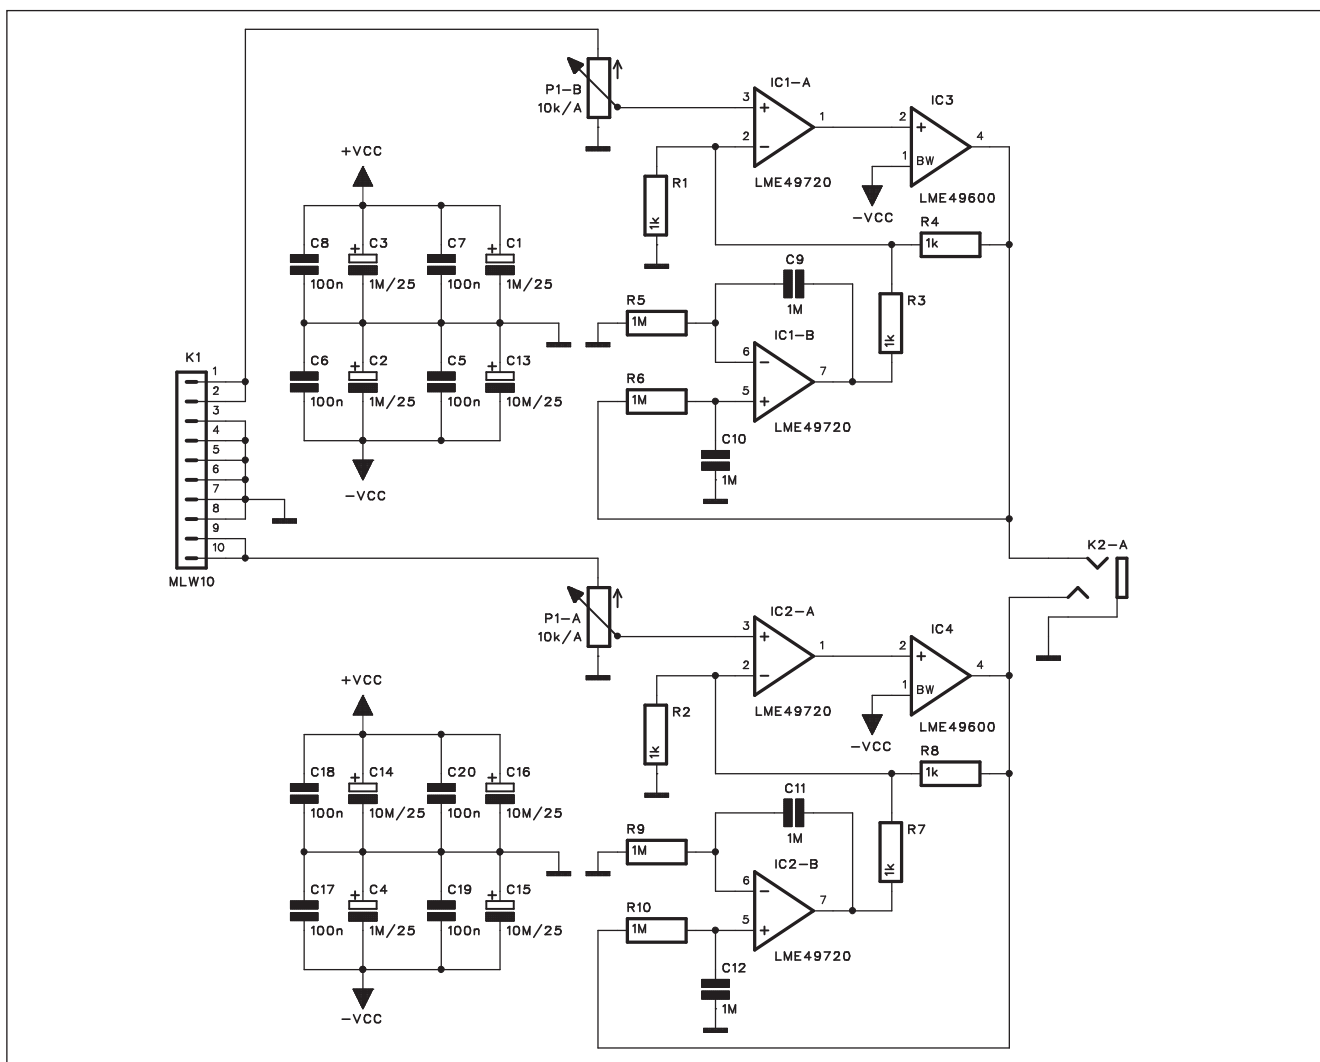 P1-B
10k/A
3
+
2
−
IC1-A
1
LME49720
IC3
2
+
1
BW
4
LME49600
-VCC
R1
1k
R4
1k
R3
1k
+VCC
C8
100n
+
C3
1M/25
C7
100n
+
C1
1M/25
C6
100n
+
C2
1M/25
C5
100n
+
C13
10M/25
-VCC
C9
1M
R5
1M
IC1-B
6
−
5
+
7
LME49720
R6
1M
C10
1M
K1
1
2
3
4
5
6
7
8
9
10
MLW10
K2-A
P1-A
10k/A
3
+
2
−
IC2-A
1
LME49720
IC4
2
+
1
BW
4
LME49600
-VCC
R2
1k
R8
1k
R7
1k
+VCC
C18
100n
+
C14
10M/25
C20
100n
+
C16
10M/25
C17
100n
+
C4
1M/25
C19
100n
+
C15
10M/25
-VCC
C11
1M
R9
1M
IC2-B
6
−
5
+
7
LME49720
R10
1M
C12
1M